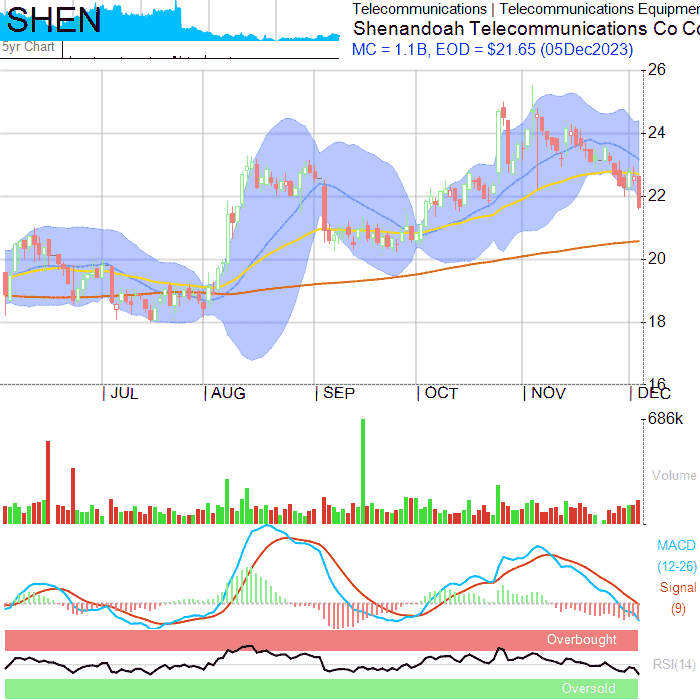 SHEN
5yr Chart
Telecommunications | Telecommunications Equipmen
Shenandoah Telecommunications Co Co
MC = 1.1B, EOD = $21.65 (05Dec2023)
26
24
22
20
18
16
JUL AUG SEP OCT NOV DEC
686k
Volume
MACD
(12-26)
Signal
(9)
Overbought
RSI(14)
Oversold